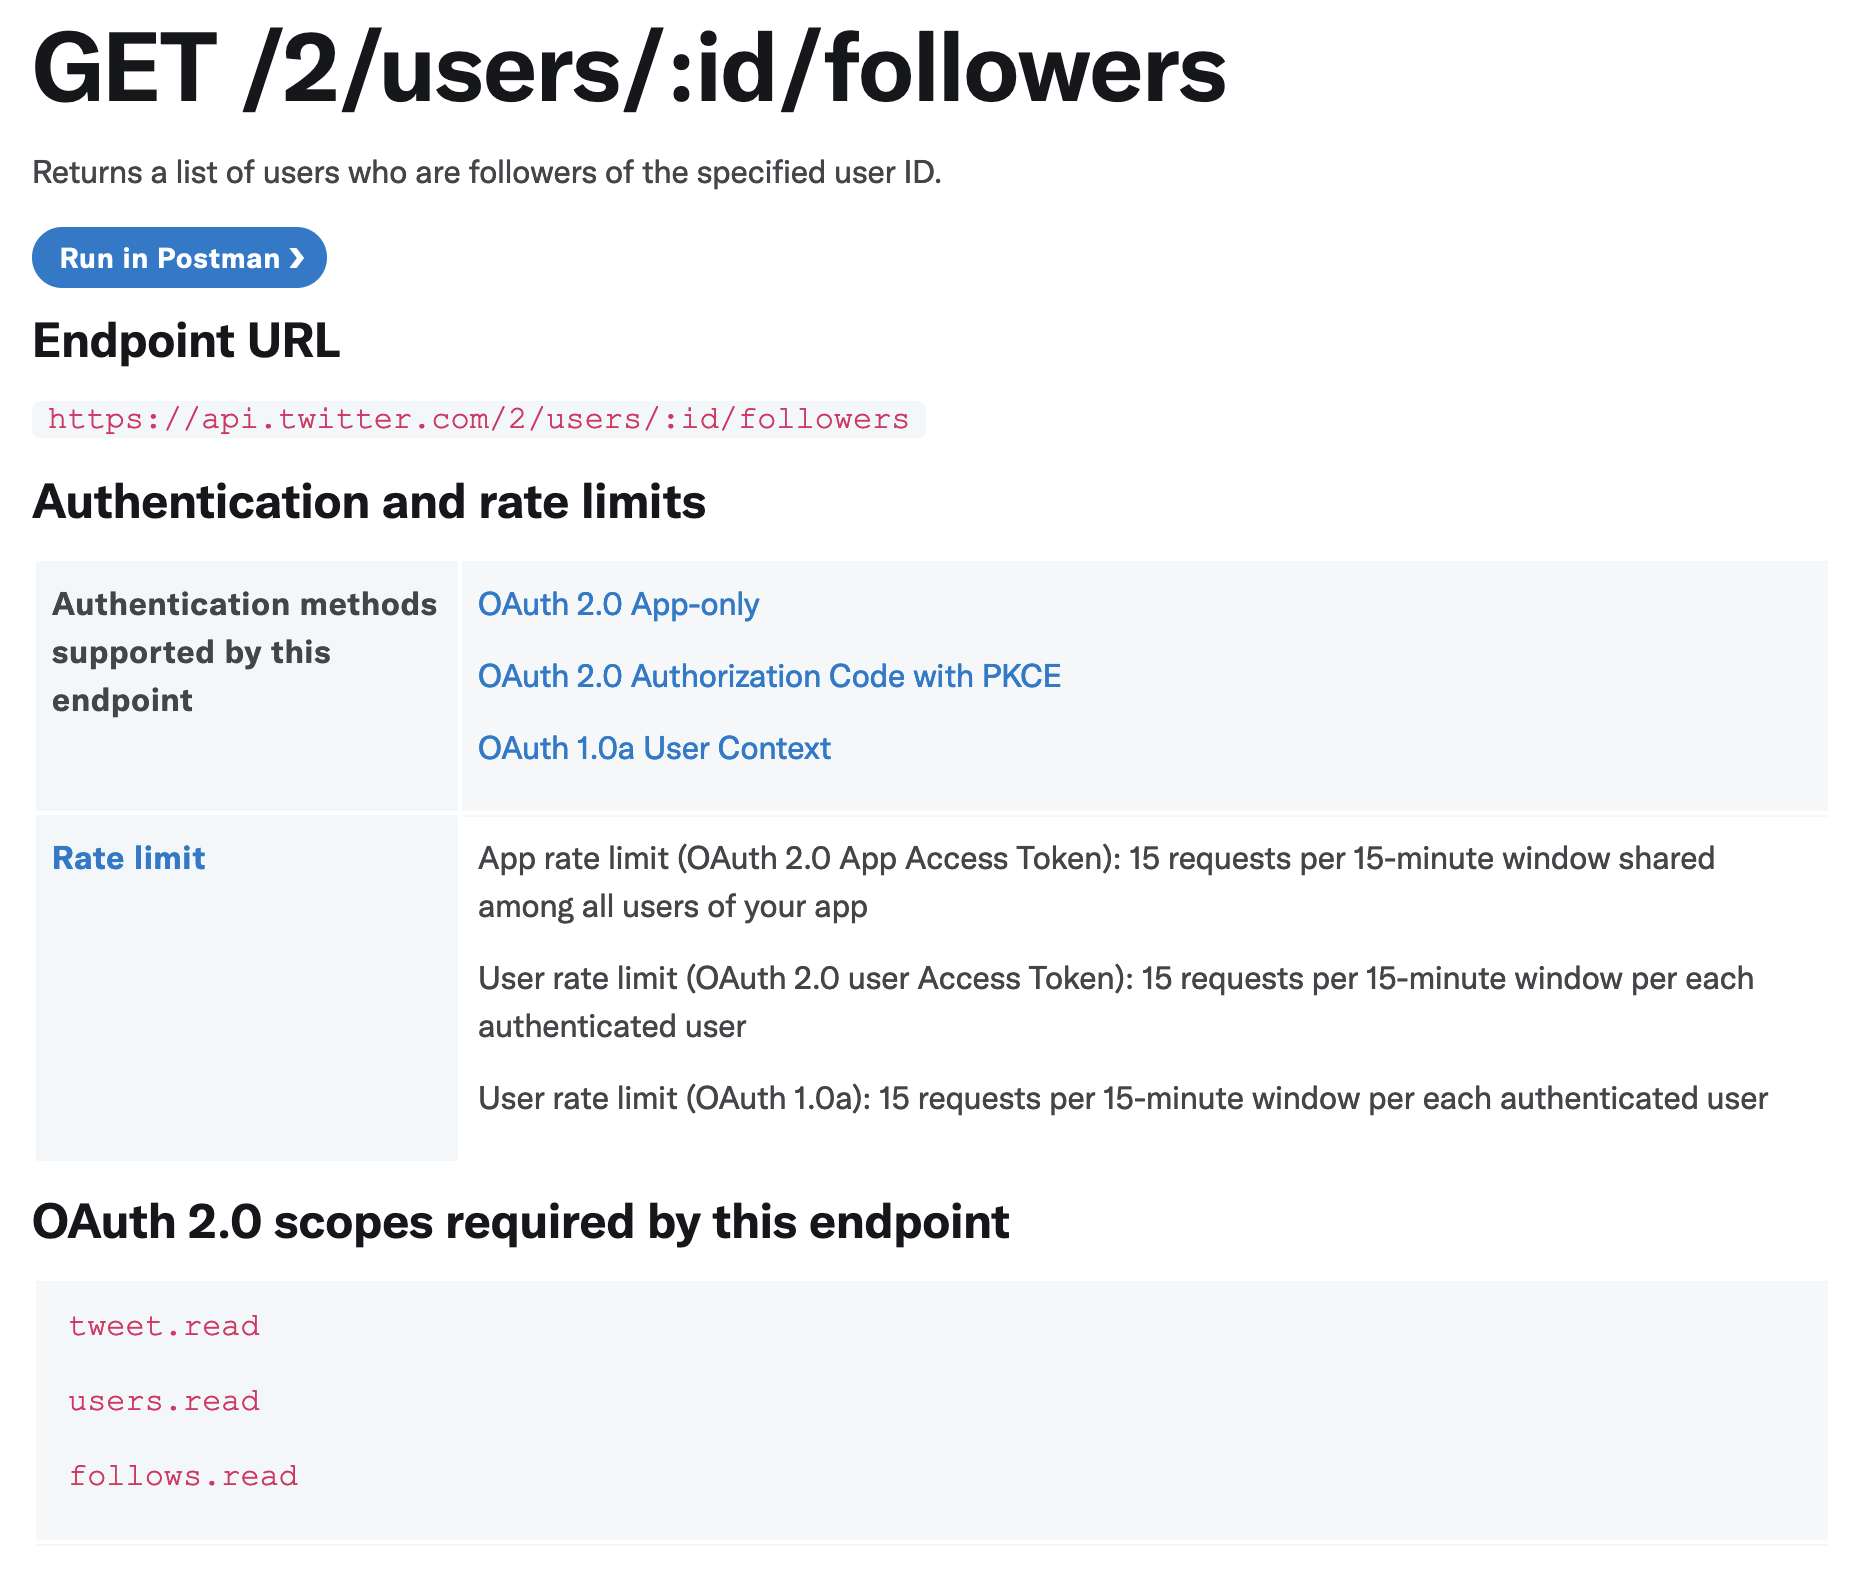 GET /2/users/:id/followers
Returns a list of users who are followers of the specified user ID.
Run in Postman ❯
Endpoint URL
https://api.twitter.com/2/users/:id/followers
Authentication and rate limits
Authentication methods
supported by this
endpoint
OAuth 2.0 App-only
OAuth 2.0 Authorization Code with PKCE
OAuth 1.0a User Context
Rate limit
App rate limit (OAuth 2.0 App Access Token): 15 requests per 15-minute window shared
among all users of your app
User rate limit (OAuth 2.0 user Access Token): 15 requests per 15-minute window per each
authenticated user
User rate limit (OAuth 1.0a): 15 requests per 15-minute window per each authenticated user
OAuth 2.0 scopes required by this endpoint
tweet.read
users.read
follows.read